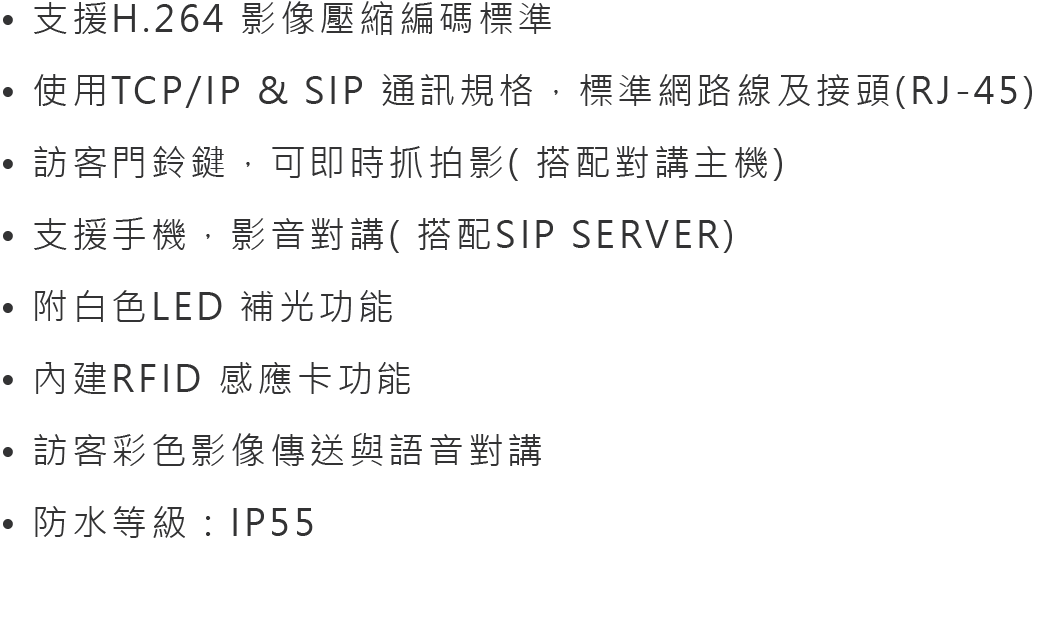 • 支援H.264 影像壓縮編碼標準
• 使用TCP/IP & SIP 通訊規格，標準網路線及接頭(RJ-45)
• 訪客門鈴鍵，可即時抓拍影( 搭配對講主機)
• 支援手機，影音對講( 搭配SIP SERVER)
• 附白色LED 補光功能
• 內建RFID 感應卡功能
• 訪客彩色影像傳送與語音對講
• 防水等級：IP55